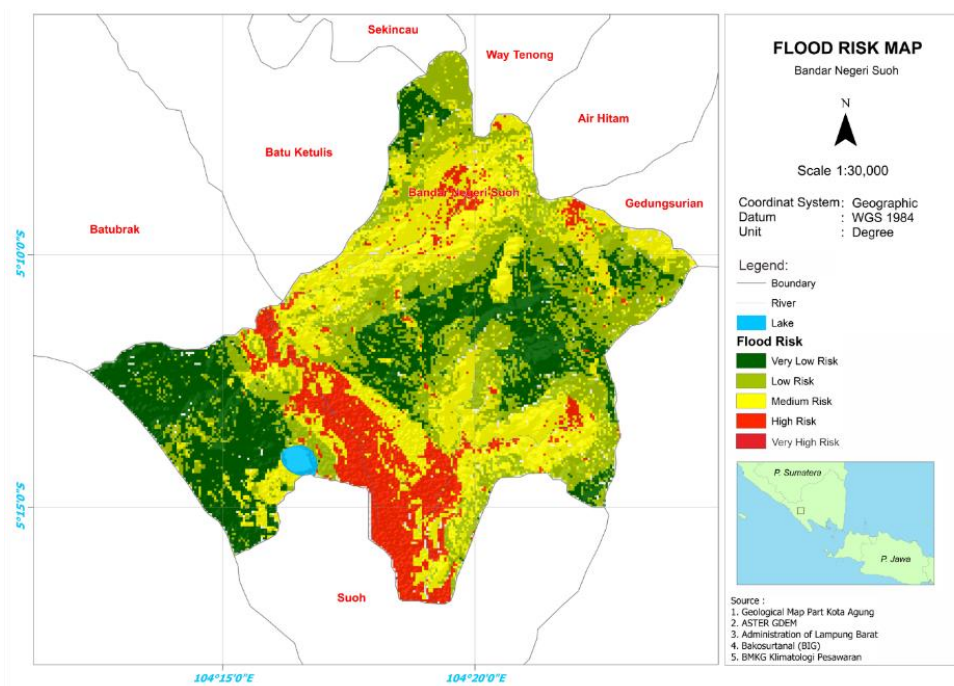 Sekincau
Way Tenong
Air Hitam
Batu Ketulis
Bandar Negeri Suoh
Gedungsurian
Batubrak
Suoh
5°10'0"S
5°15'0"S
104°15'0"E
104°20'0"E
FLOOD RISK MAP
Bandar Negeri Suoh
N
Scale 1:30,000
Coordinat System : Geographic
Datum : WGS 1984
Unit : Degree
Legend:
Boundary
River
Lake
Flood Risk
Very Low Risk
Low Risk
Medium Risk
High Risk
Very High Risk
P. Sumatera
P. Jawa
Source :
1. Geological Map Part Kota Agung
2. ASTER GDEM
3. Administration of Lampung Barat
4. Bakosurtanal (BIG)
5. BMKG Klimatologi Pesawaran